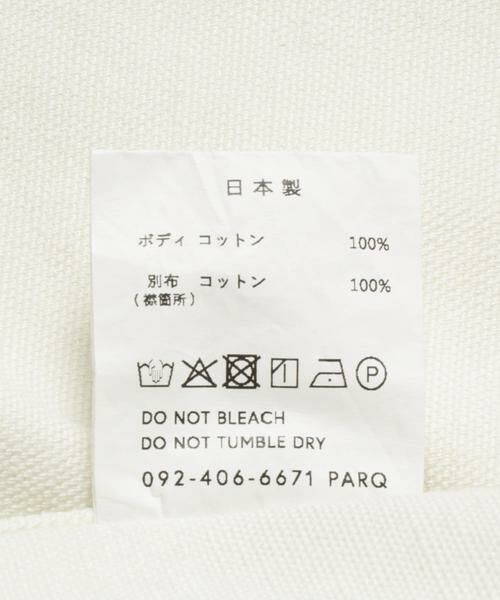 日本製
ボディ コットン 100%
別布 コットン 100%
(襟箇所)
P
DO NOT BLEACH
DO NOT TUMBLE DRY
092-406-6671 PARQ